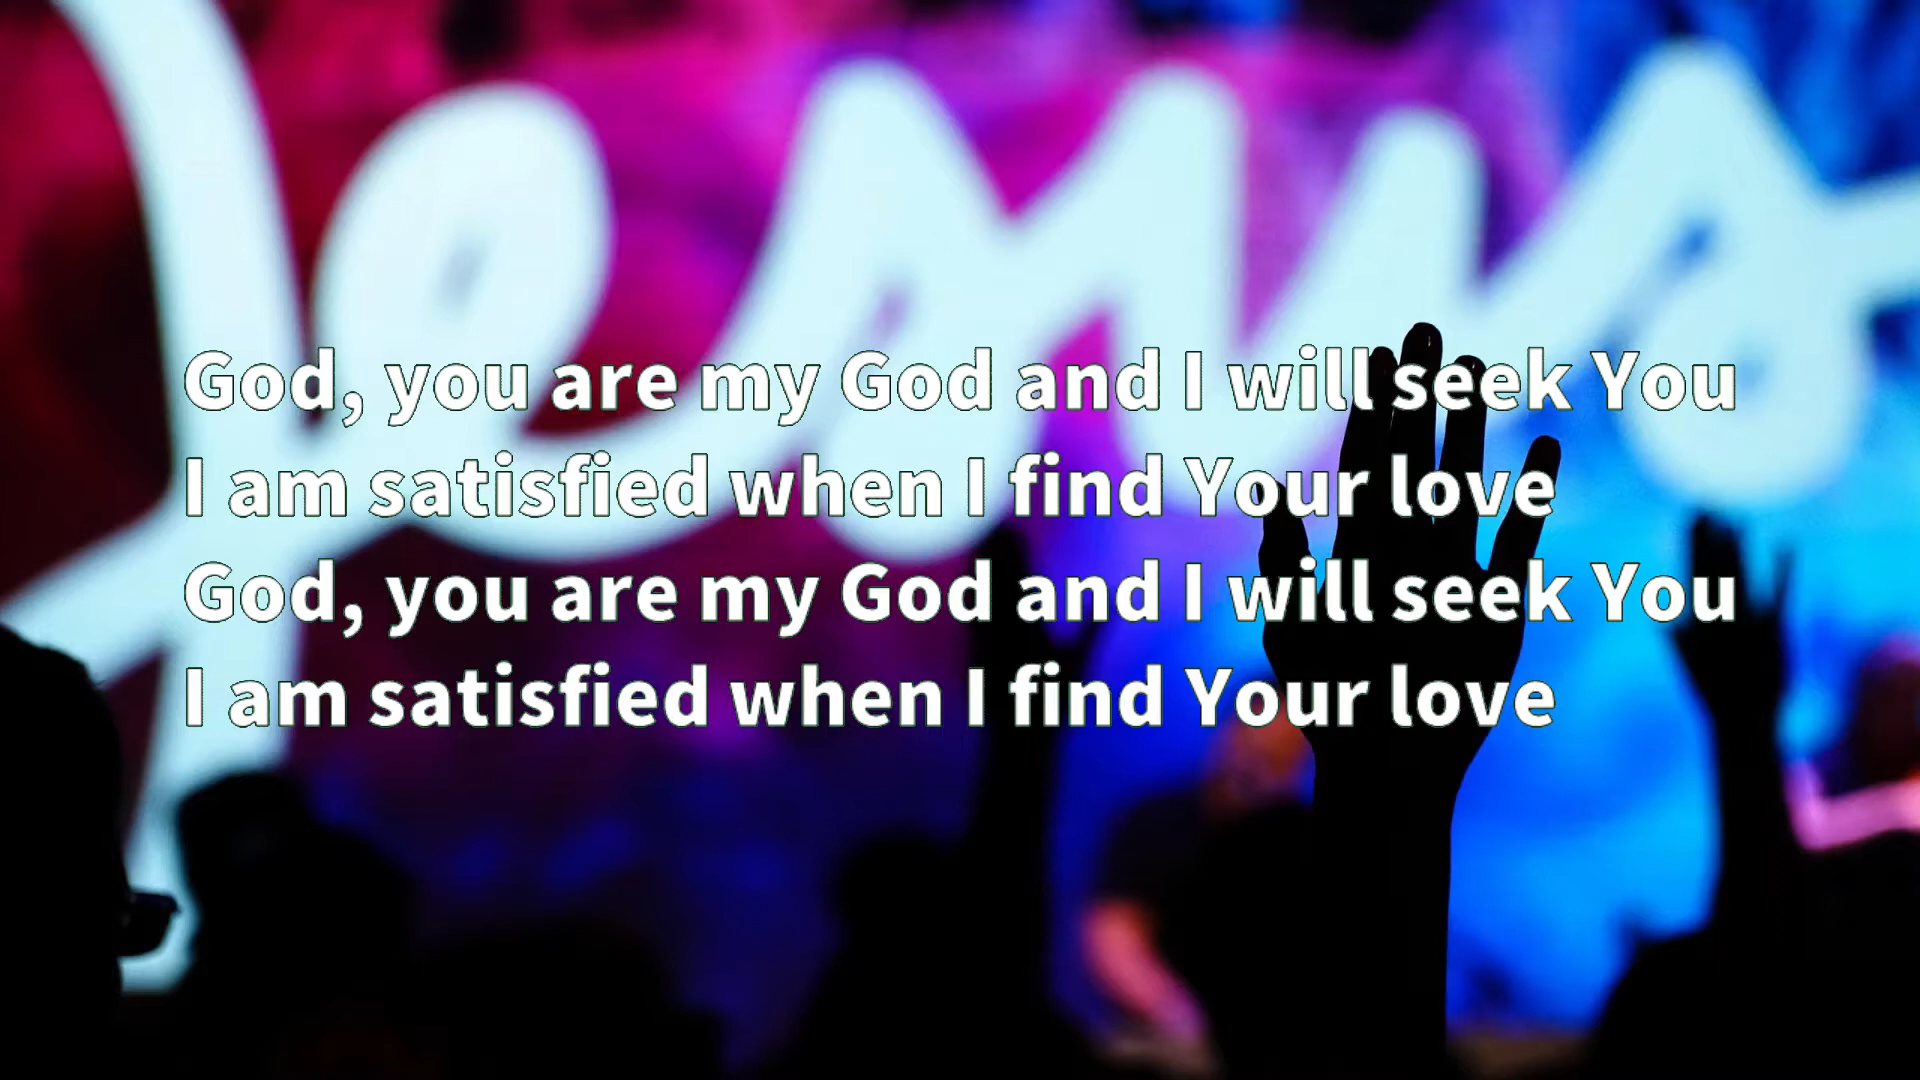 Jesus
God, you are my God and I will seek You
I am satisfied when I find Your love
God, you are my God and I will seek You
I am satisfied when I find Your love